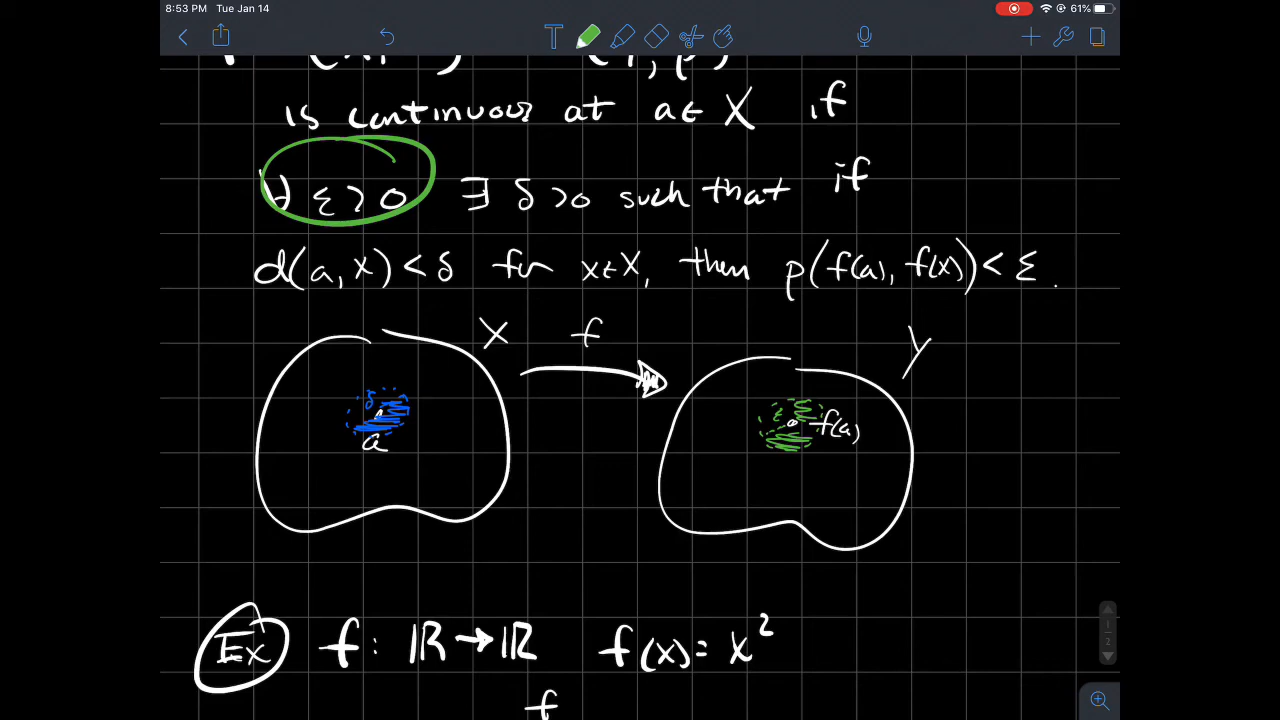 8:53 PM Tue Jan 14
61%
is continuous at a ∈ X if
∀ ε > 0 ∃ δ > 0 such that if
d(a, x) < δ for x ∈ X, then p(f(a), f(x)) < ε.
X f Y
δ
a
ε
f(a)
Ex f : ℝ → ℝ f(x) = x²
f